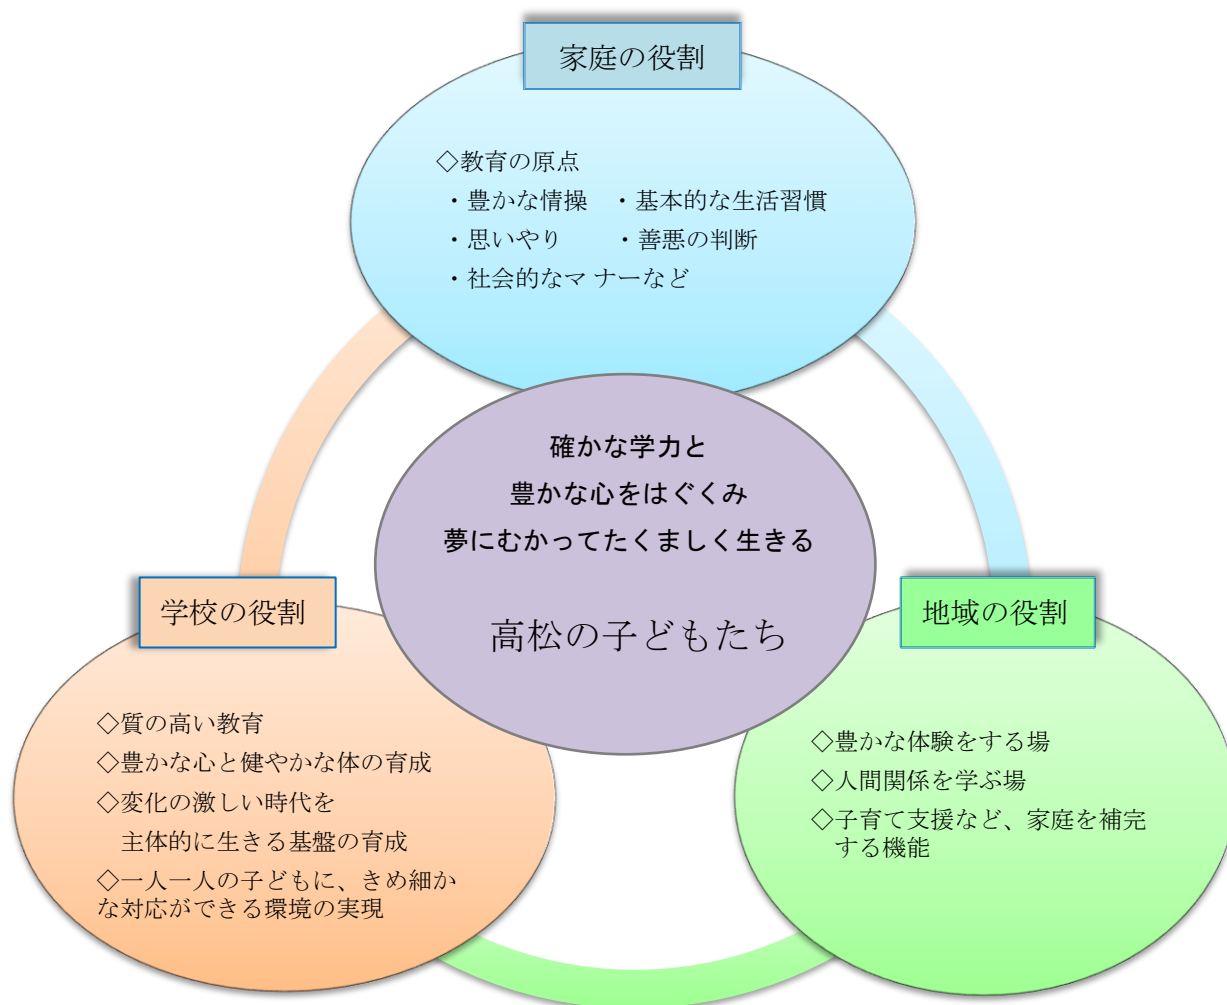 家庭の役割
◇教育の原点
・豊かな情操　・基本的な生活習慣
・思いやり　　・善悪の判断
・社会的なマナーなど
確かな学力と
豊かな心をはぐくみ
夢にむかってたくましく生きる
高松の子どもたち
学校の役割
◇質の高い教育
◇豊かな心と健やかな体の育成
◇変化の激しい時代を
主体的に生きる基盤の育成
◇一人一人の子どもに、きめ細か
な対応ができる環境の実現
地域の役割
◇豊かな体験をする場
◇人間関係を学ぶ場
◇子育て支援など、家庭を補完
する機能